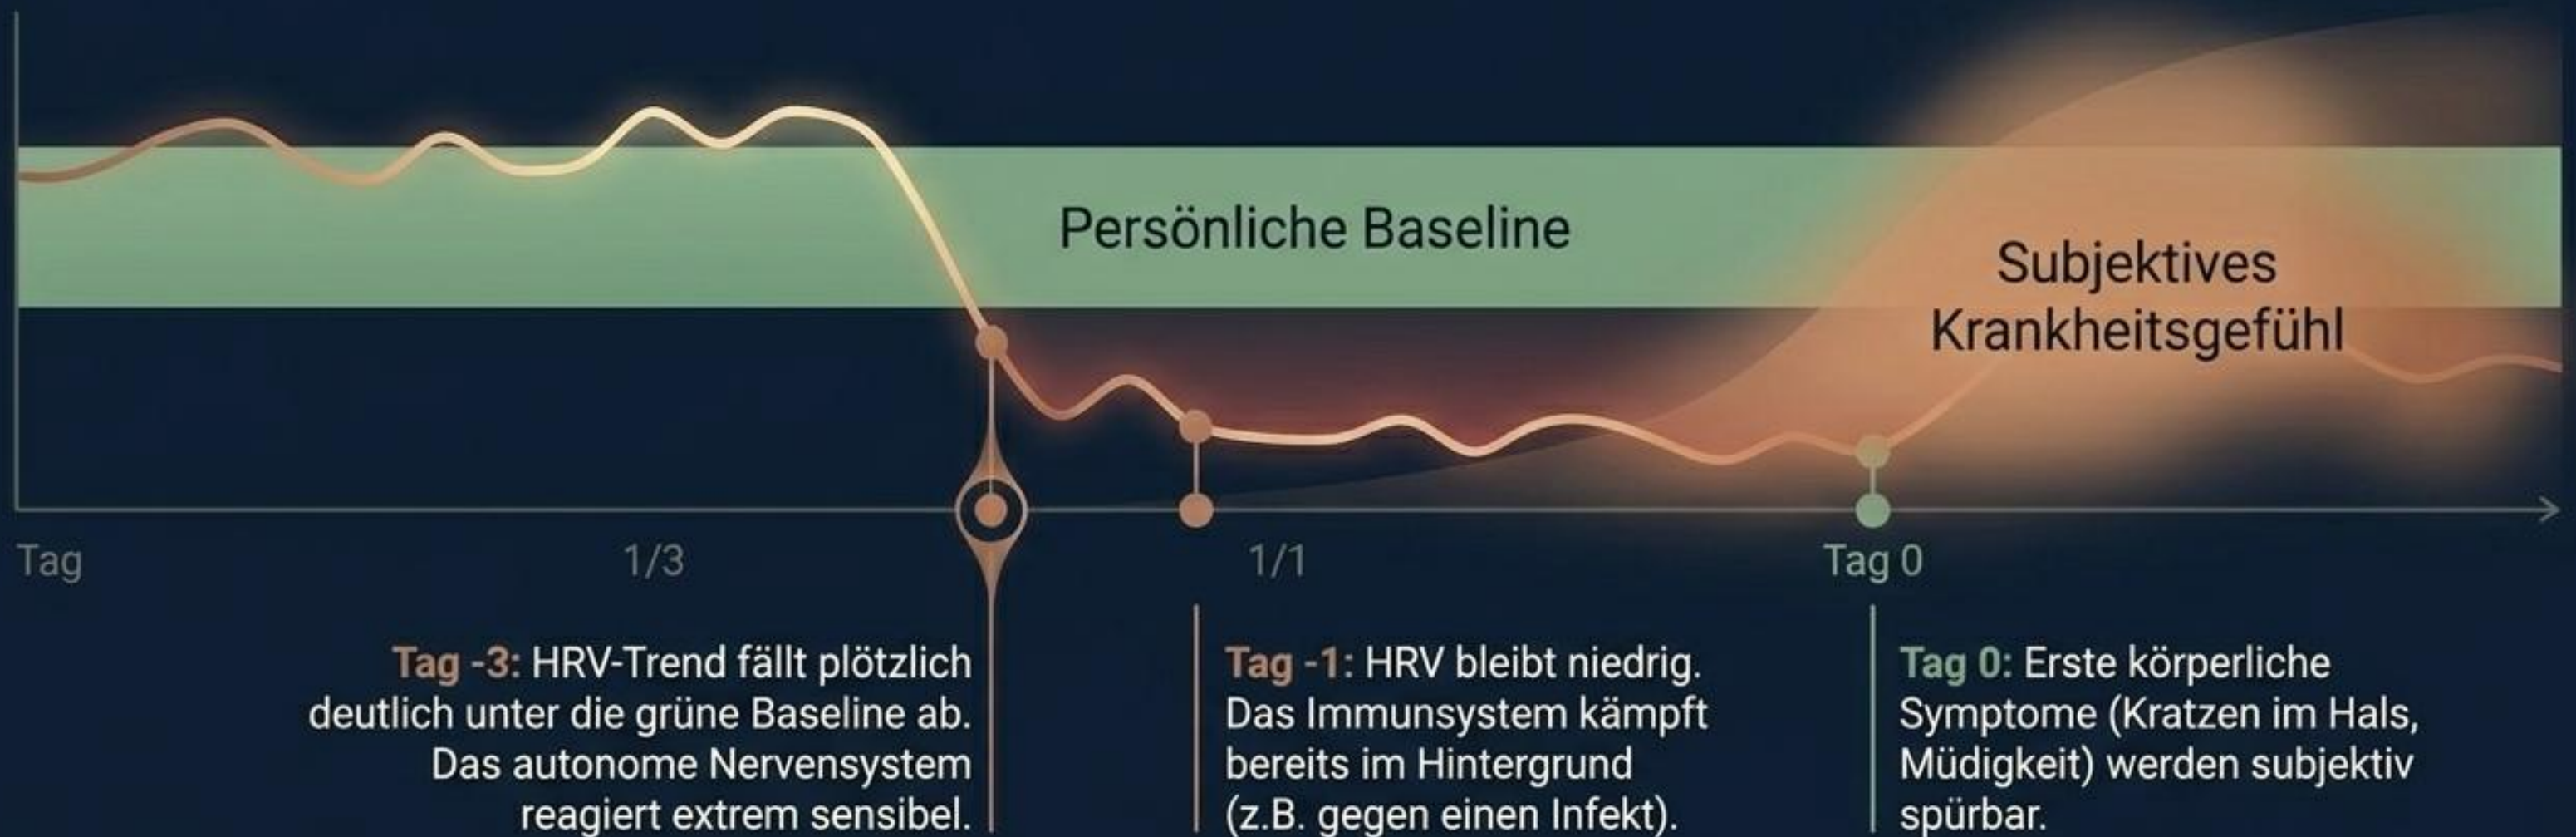 Persönliche Baseline
Subjektives
Krankheitsgefühl
Tag
1/3
1/1
Tag 0
Tag -3: HRV-Trend fällt plötzlich
deutlich unter die grüne Baseline ab.
Das autonome Nervensystem
reagiert extrem sensibel.
Tag -1: HRV bleibt niedrig.
Das Immunsystem kämpft
bereits im Hintergrund
(z.B. gegen einen Infekt).
Tag 0: Erste körperliche
Symptome (Kratzen im Hals,
Müdigkeit) werden subjektiv
spürbar.